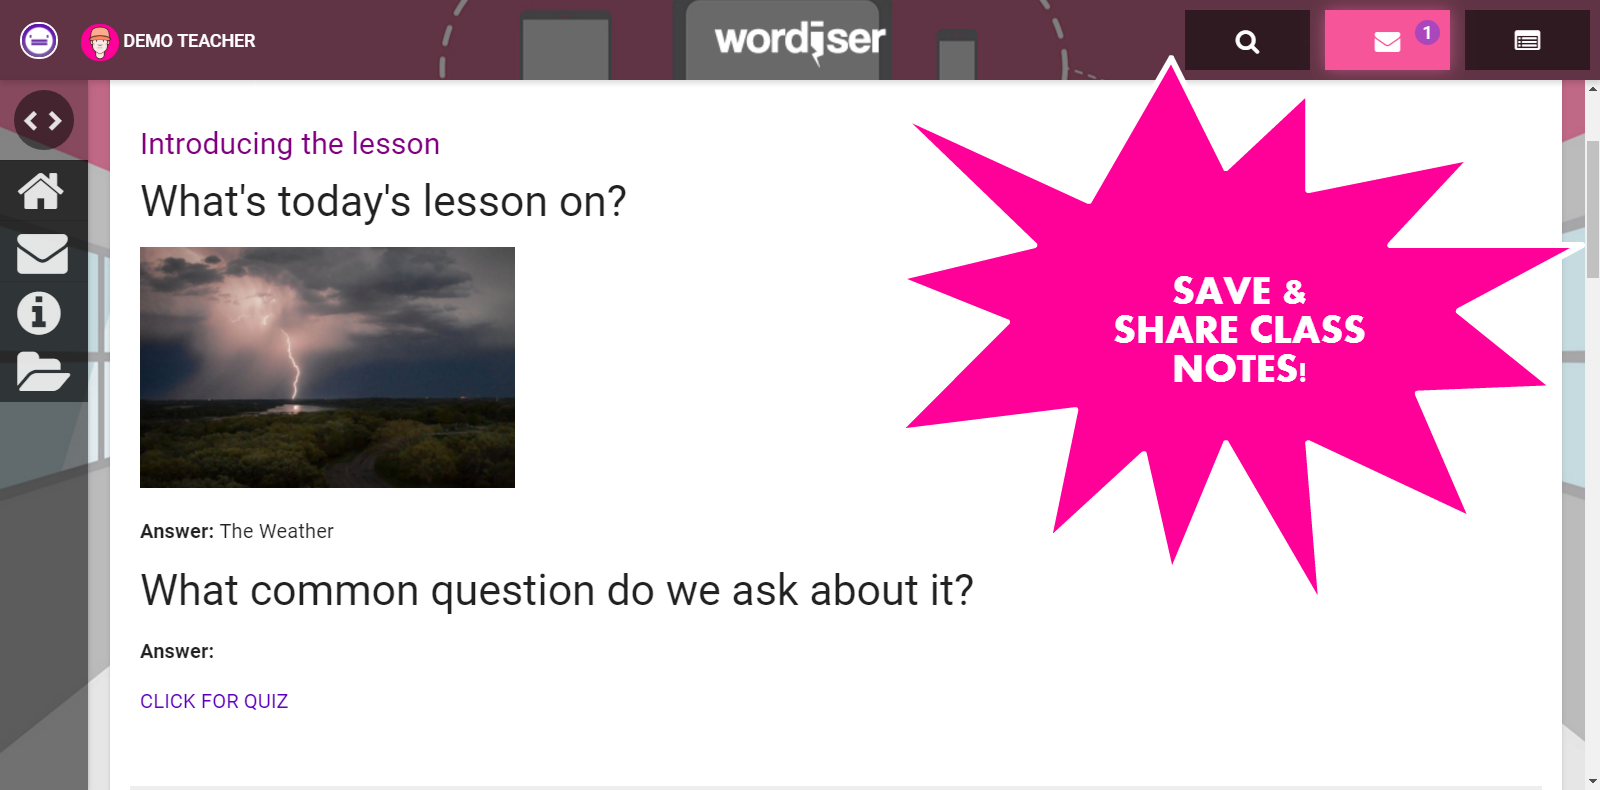 DEMO TEACHER
wordiser
1
Introducing the lesson
What's today's lesson on?
Answer: The Weather
What common question do we ask about it?
Answer:
CLICK FOR QUIZ
SAVE &
SHARE CLASS
NOTES!